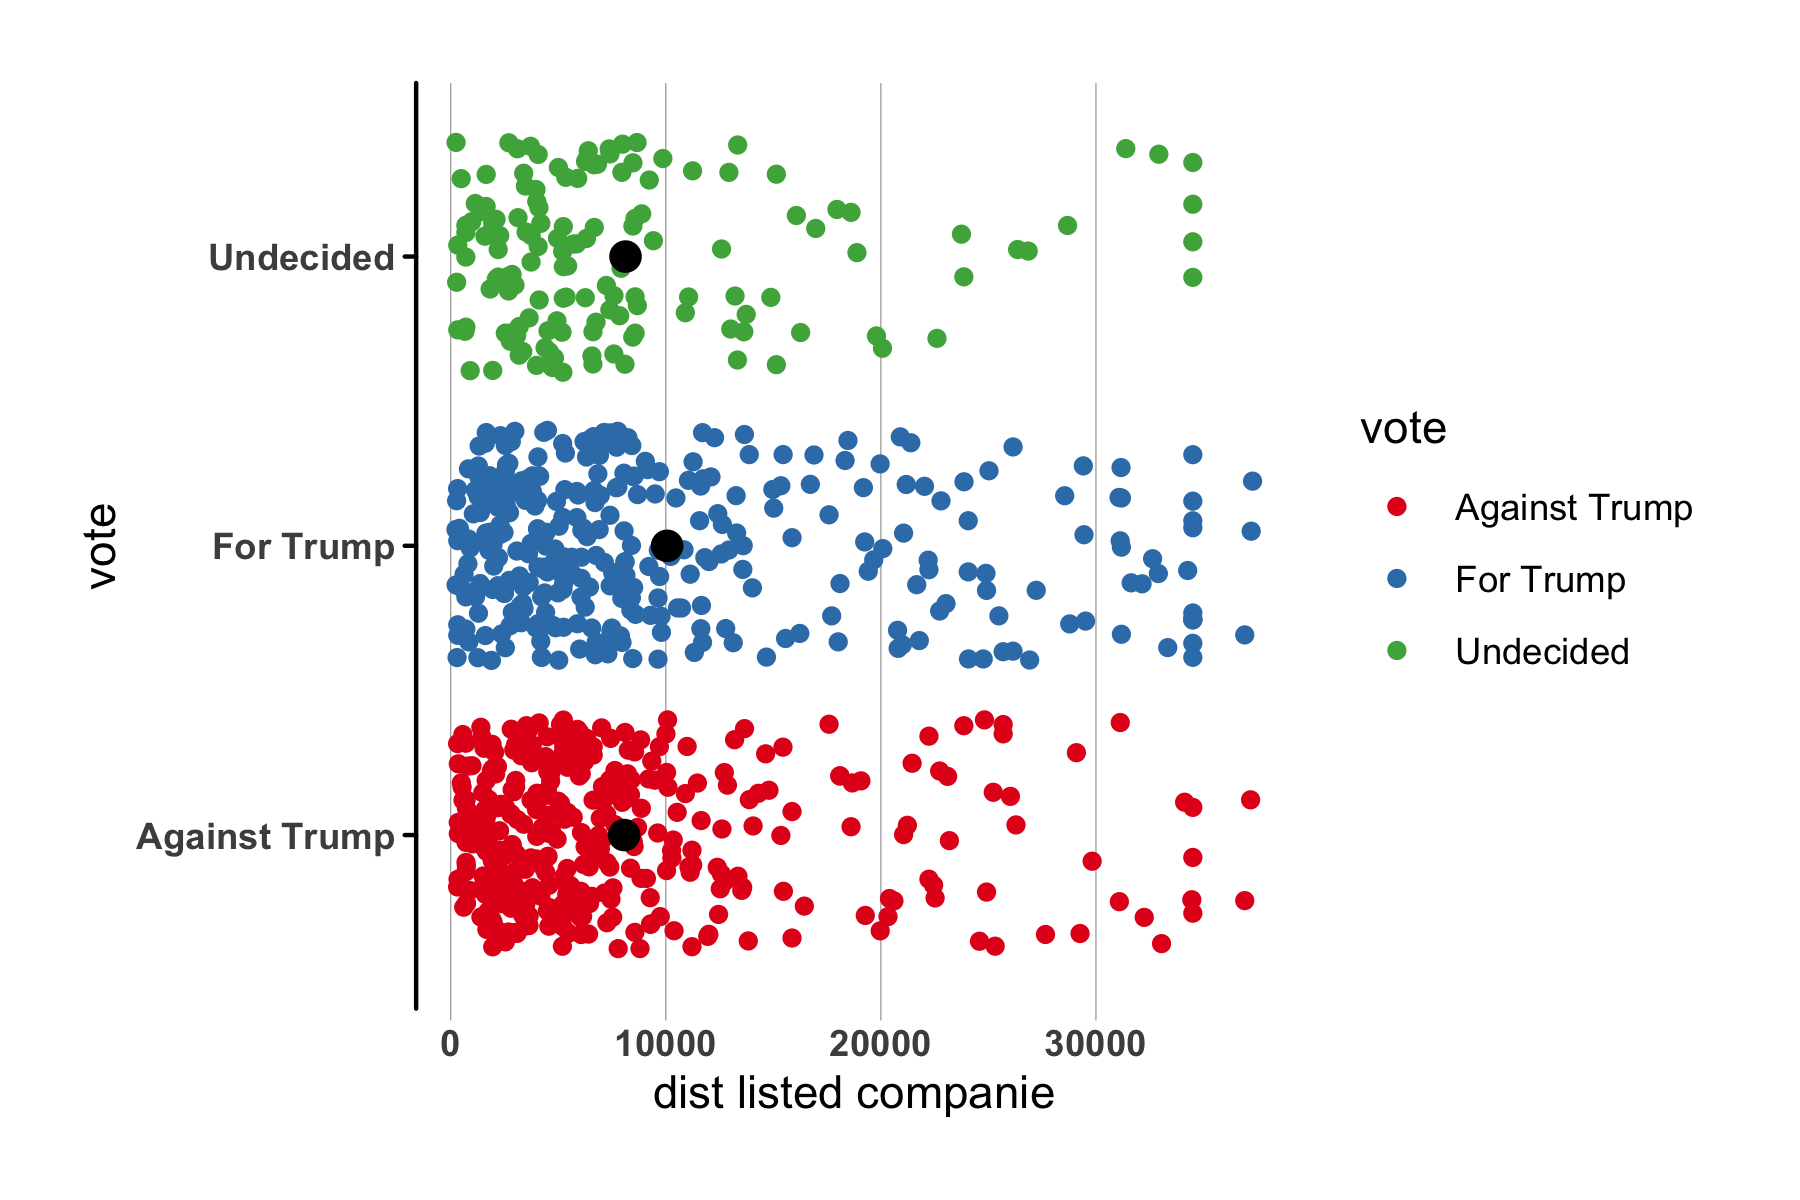 vote
Undecided
For Trump
Against Trump
0 10000 20000 30000
dist listed companie
vote
Against Trump
For Trump
Undecided